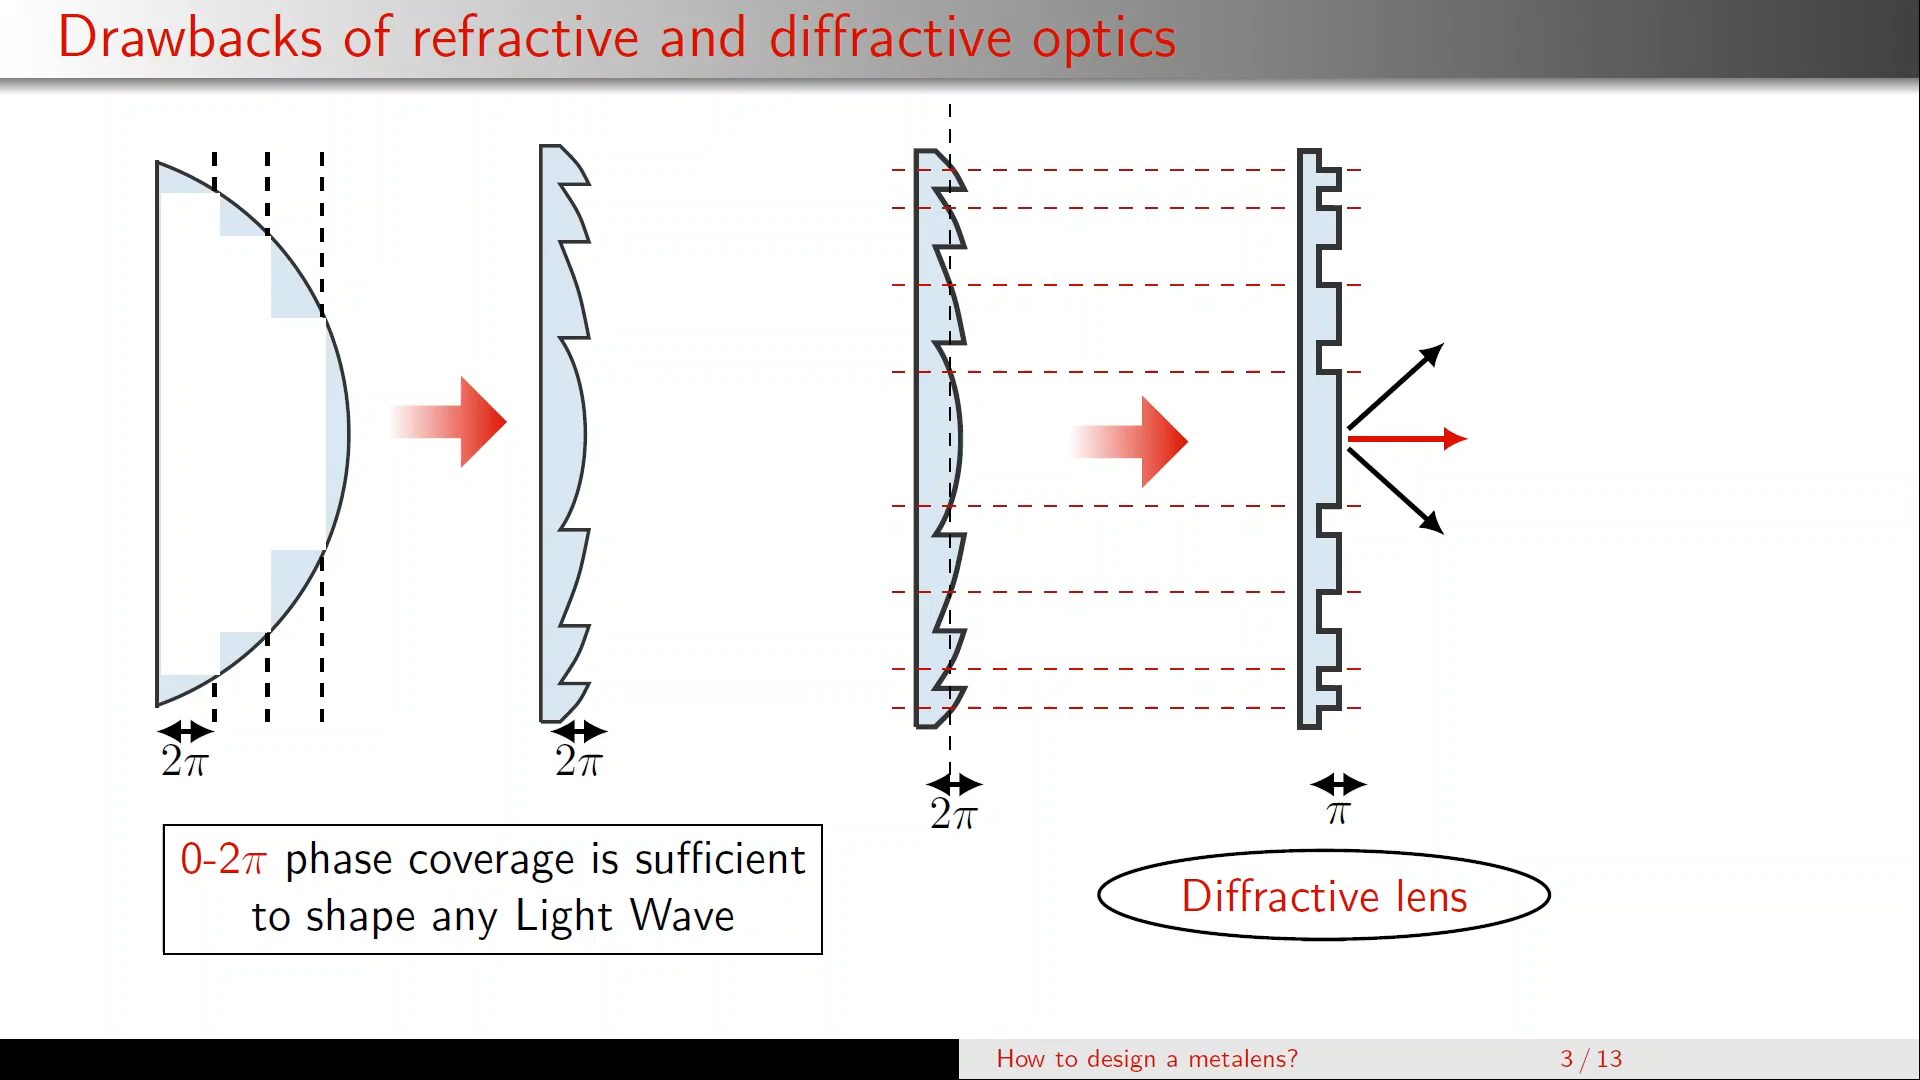 Drawbacks of refractive and diffractive optics
2π
2π
2π
π
0-2π phase coverage is sufficient
to shape any Light Wave
Diffractive lens
How to design a metalens?
3 / 13